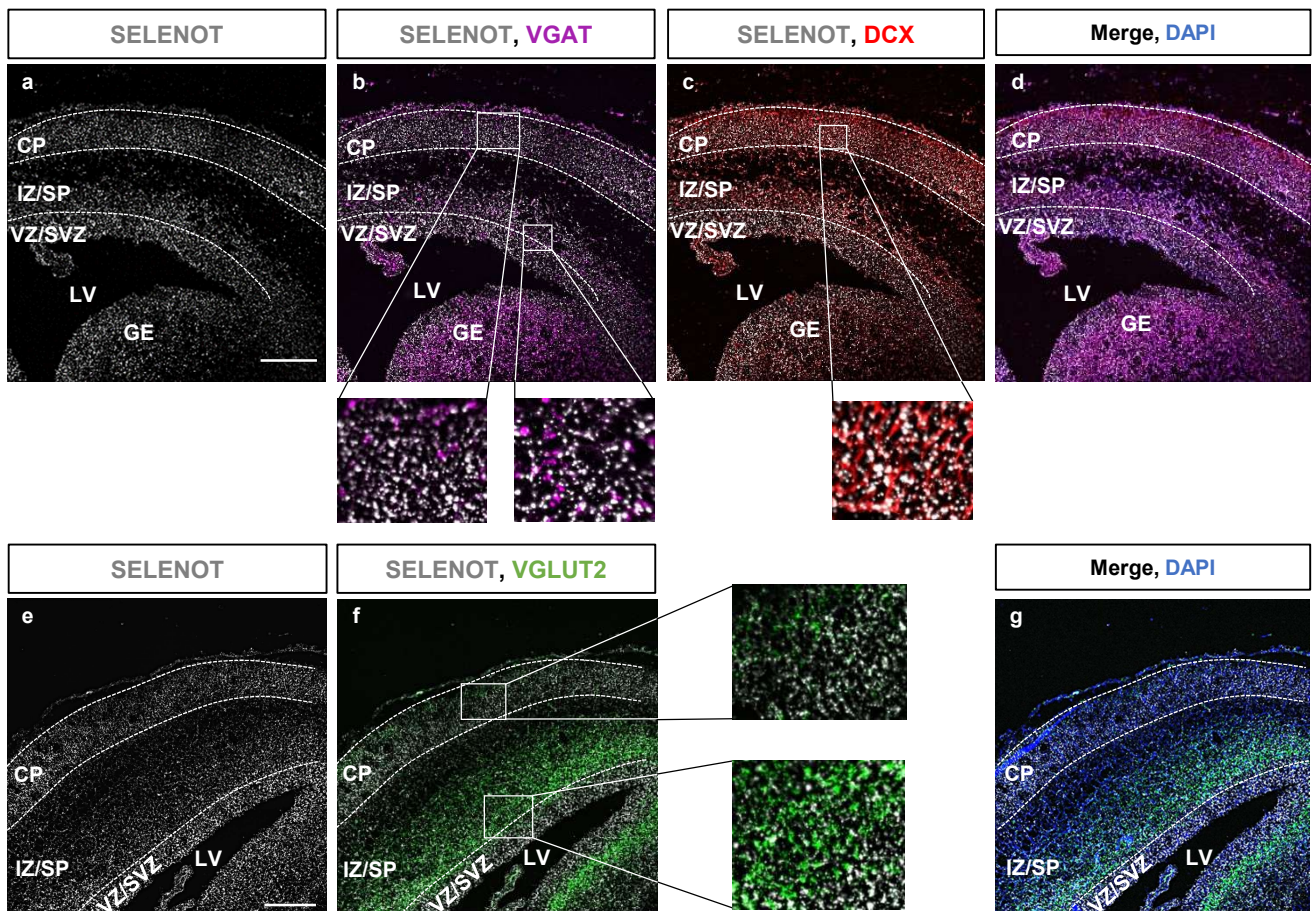 SELENOT
SELENOT, VGAT
SELENOT, DCX
Merge, DAPI
a
CP
IZ/SP
VZ/SVZ
LV
GE
b
CP
IZ/SP
VZ/SVZ
LV
GE
c
CP
IZ/SP
VZ/SVZ
LV
GE
d
CP
IZ/SP
VZ/SVZ
LV
GE
SELENOT
SELENOT, VGLUT2
Merge, DAPI
e
CP
IZ/SP
VZ/SVZ
LV
f
CP
IZ/SP
VZ/SVZ
LV
g
CP
IZ/SP
VZ/SVZ
LV